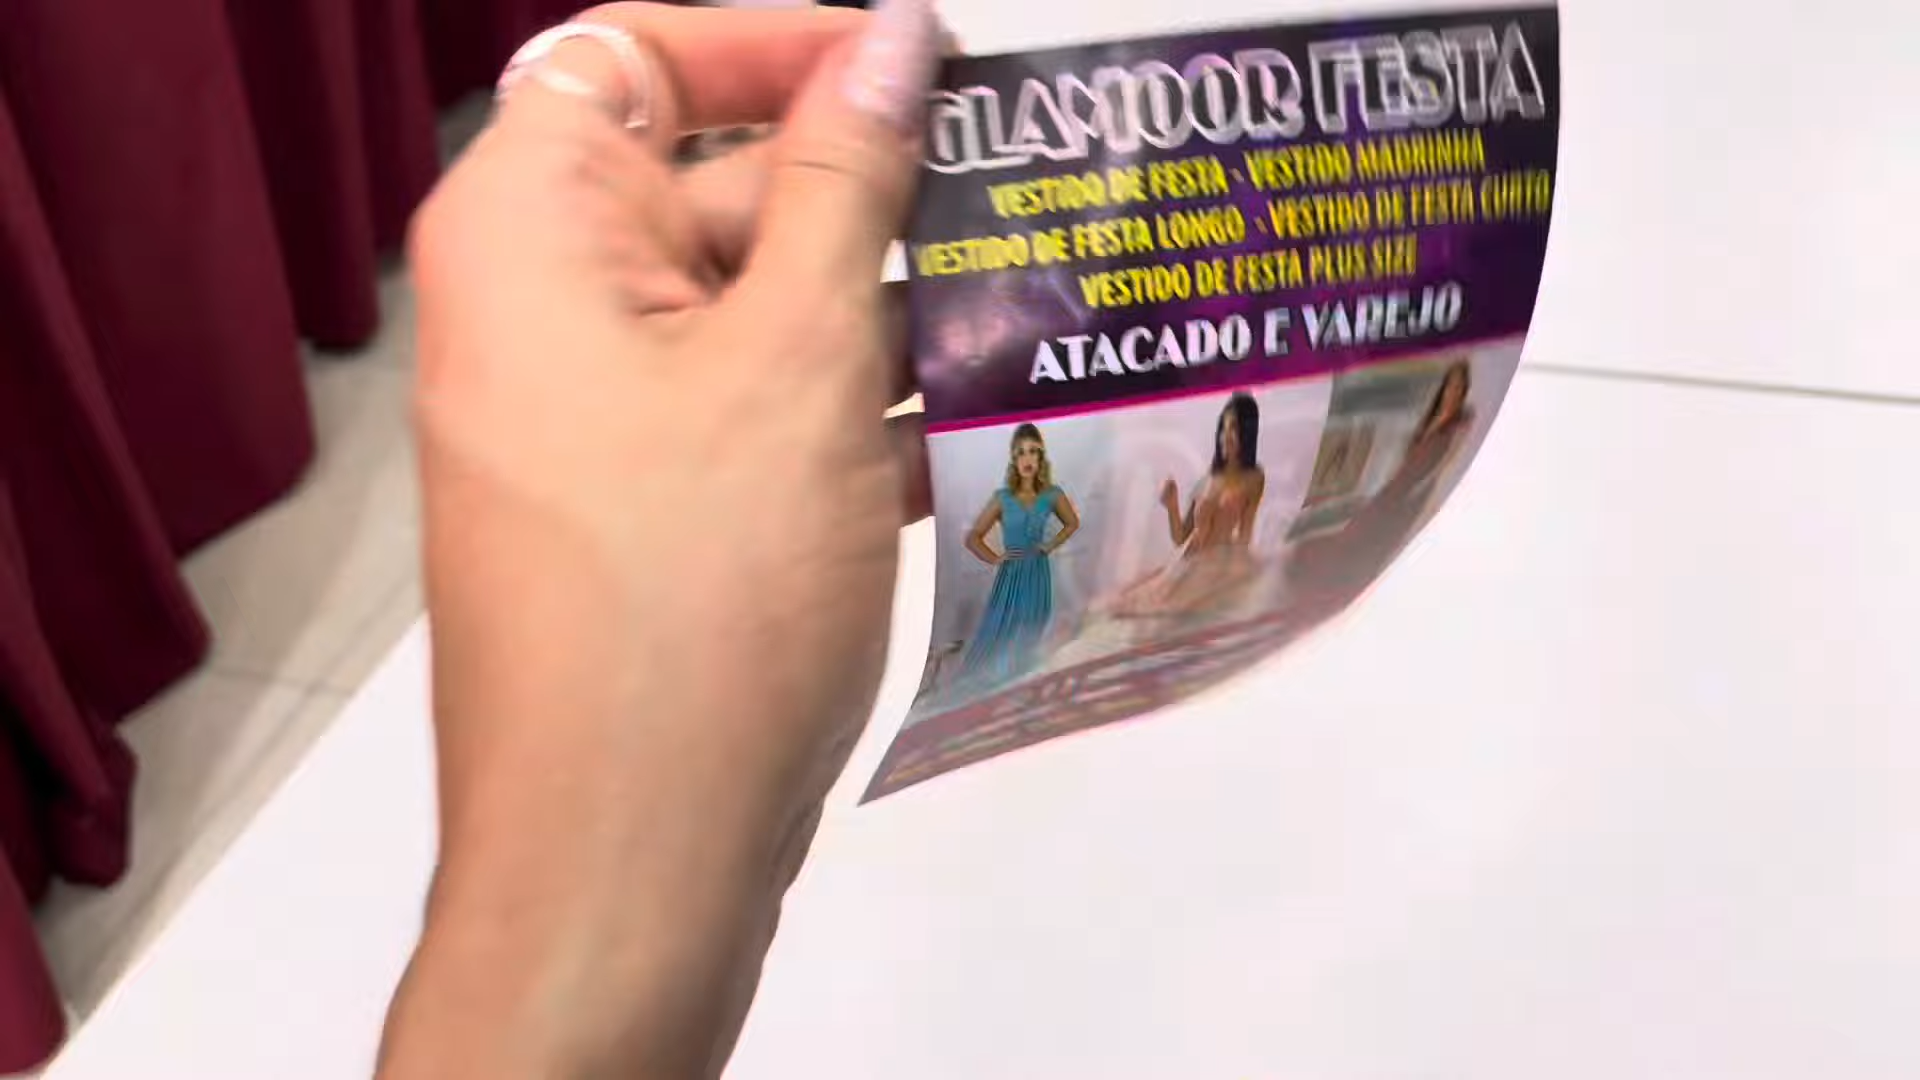 GLAMOOR FESTA
VESTIDO DE FESTA - VESTIDO MADRINHA
VESTIDO DE FESTA LONGO - VESTIDO DE FESTA CURTO
VESTIDO DE FESTA PLUS SIZE
ATACADO E VAREJO